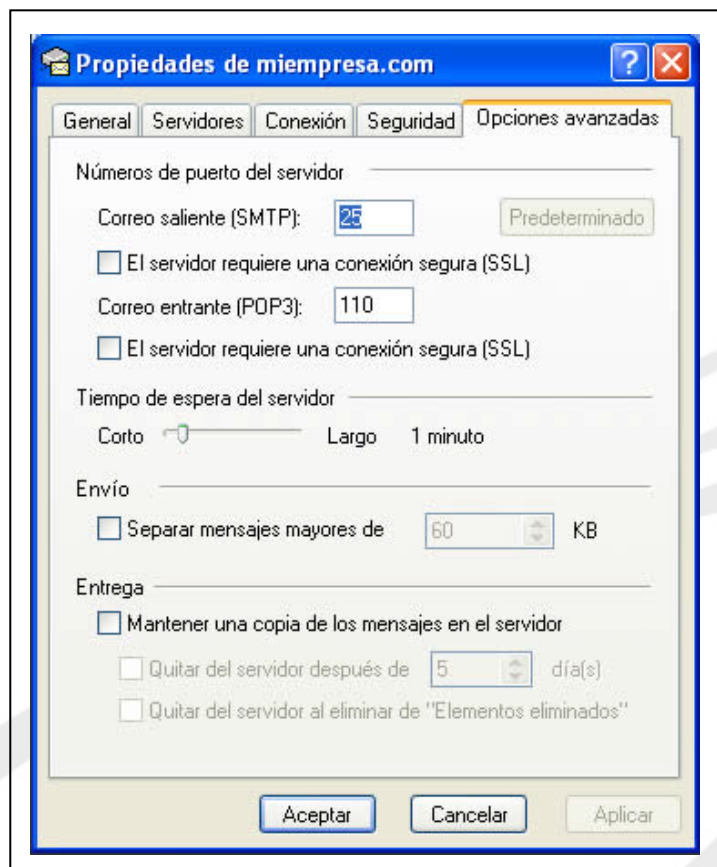 Propiedades de miempresa.com
General Servidores Conexión Seguridad Opciones avanzadas
Números de puerto del servidor
Correo saliente (SMTP): 25 Predeterminado
El servidor requiere una conexión segura (SSL)
Correo entrante (POP3): 110
El servidor requiere una conexión segura (SSL)
Tiempo de espera del servidor
Corto Largo 1 minuto
Envío
Separar mensajes mayores de 60 KB
Entrega
Mantener una copia de los mensajes en el servidor
Quitar del servidor después de 5 día(s)
Quitar del servidor al eliminar de "Elementos eliminados"
Aceptar Cancelar Aplicar